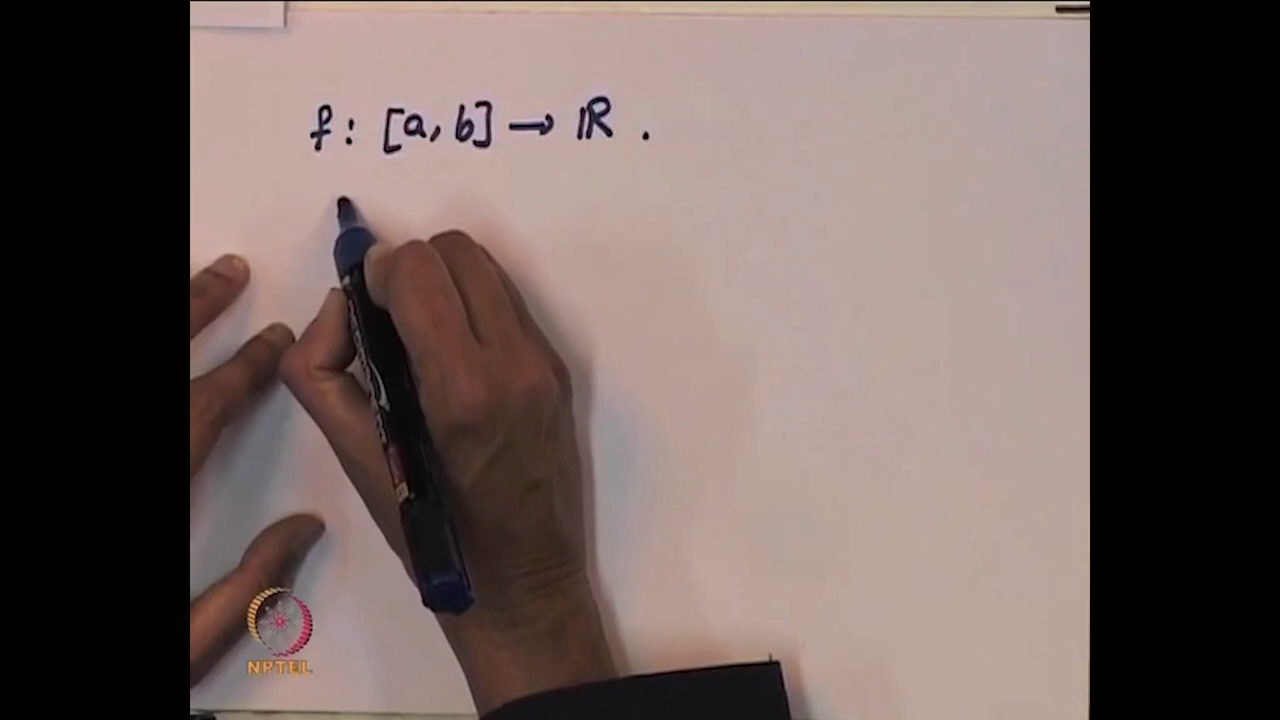 f: [a, b] → ℝ .
NPTEL